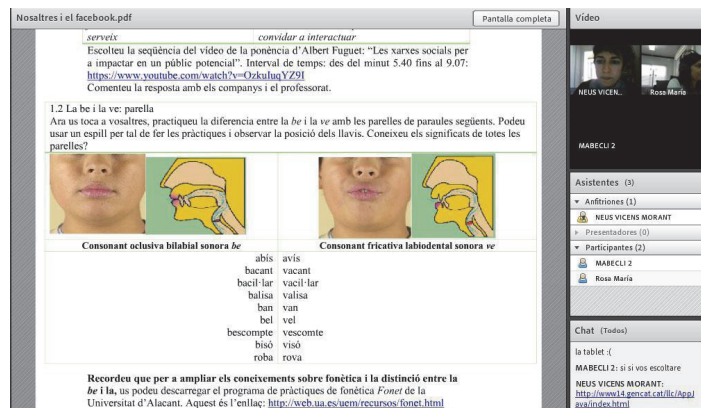 Nosaltres i el facebook.pdf
Pantalla completa
serveix convidar a interactuar
Escolteu la seqüència del vídeo de la ponència d'Albert Fuguet: “Les xarxes socials per
a impactar en un públic potencial”. Interval de temps: des del minut 5.40 fins al 9.07:
https://www.youtube.com/watch?v=OzkuluqYZ9I
Comenteu la resposta amb els companys i el professorat.
1.2 La be i la ve: parella
Ara us toca a vosaltres, practiqueu la diferencia entre la be i la ve amb les parelles de paraules següents. Podeu
usar un espill per tal de fer les pràctiques i observar la posició dels llavis. Coneixeu els significats de totes les
parelles?
Consonant oclusiva bilabial sonora be
Consonant fricativa labiodental sonora ve
abís avís
bacant vacant
bacil·lar vacil·lar
balisa valisa
ban van
bel vel
bescompte vescomte
bisó visó
roba rova
Recordeu que per a ampliar els coneixements sobre fonètica i la distinció entre la
be i la, us podeu descarregar el programa de pràctiques de fonètica Fonet de la
Universitat d'Alacant. Aquest és l'enllaç: http://web.ua.es/uem/recursos/fonet.html
Vídeo
NEUS VICEN..
Rosa María
MABECLI 2
Asistentes (3)
Anfitriones (1)
NEUS VICENS MORANT
Presentadores (0)
Participantes (2)
MABECLI 2
Rosa María
Chat (Todos)
la tablet :(
MABECLI 2: si si vos escoltare
NEUS VICENS MORANT:
http://www14.gencat.cat/llc/AppJ
ava/index.html